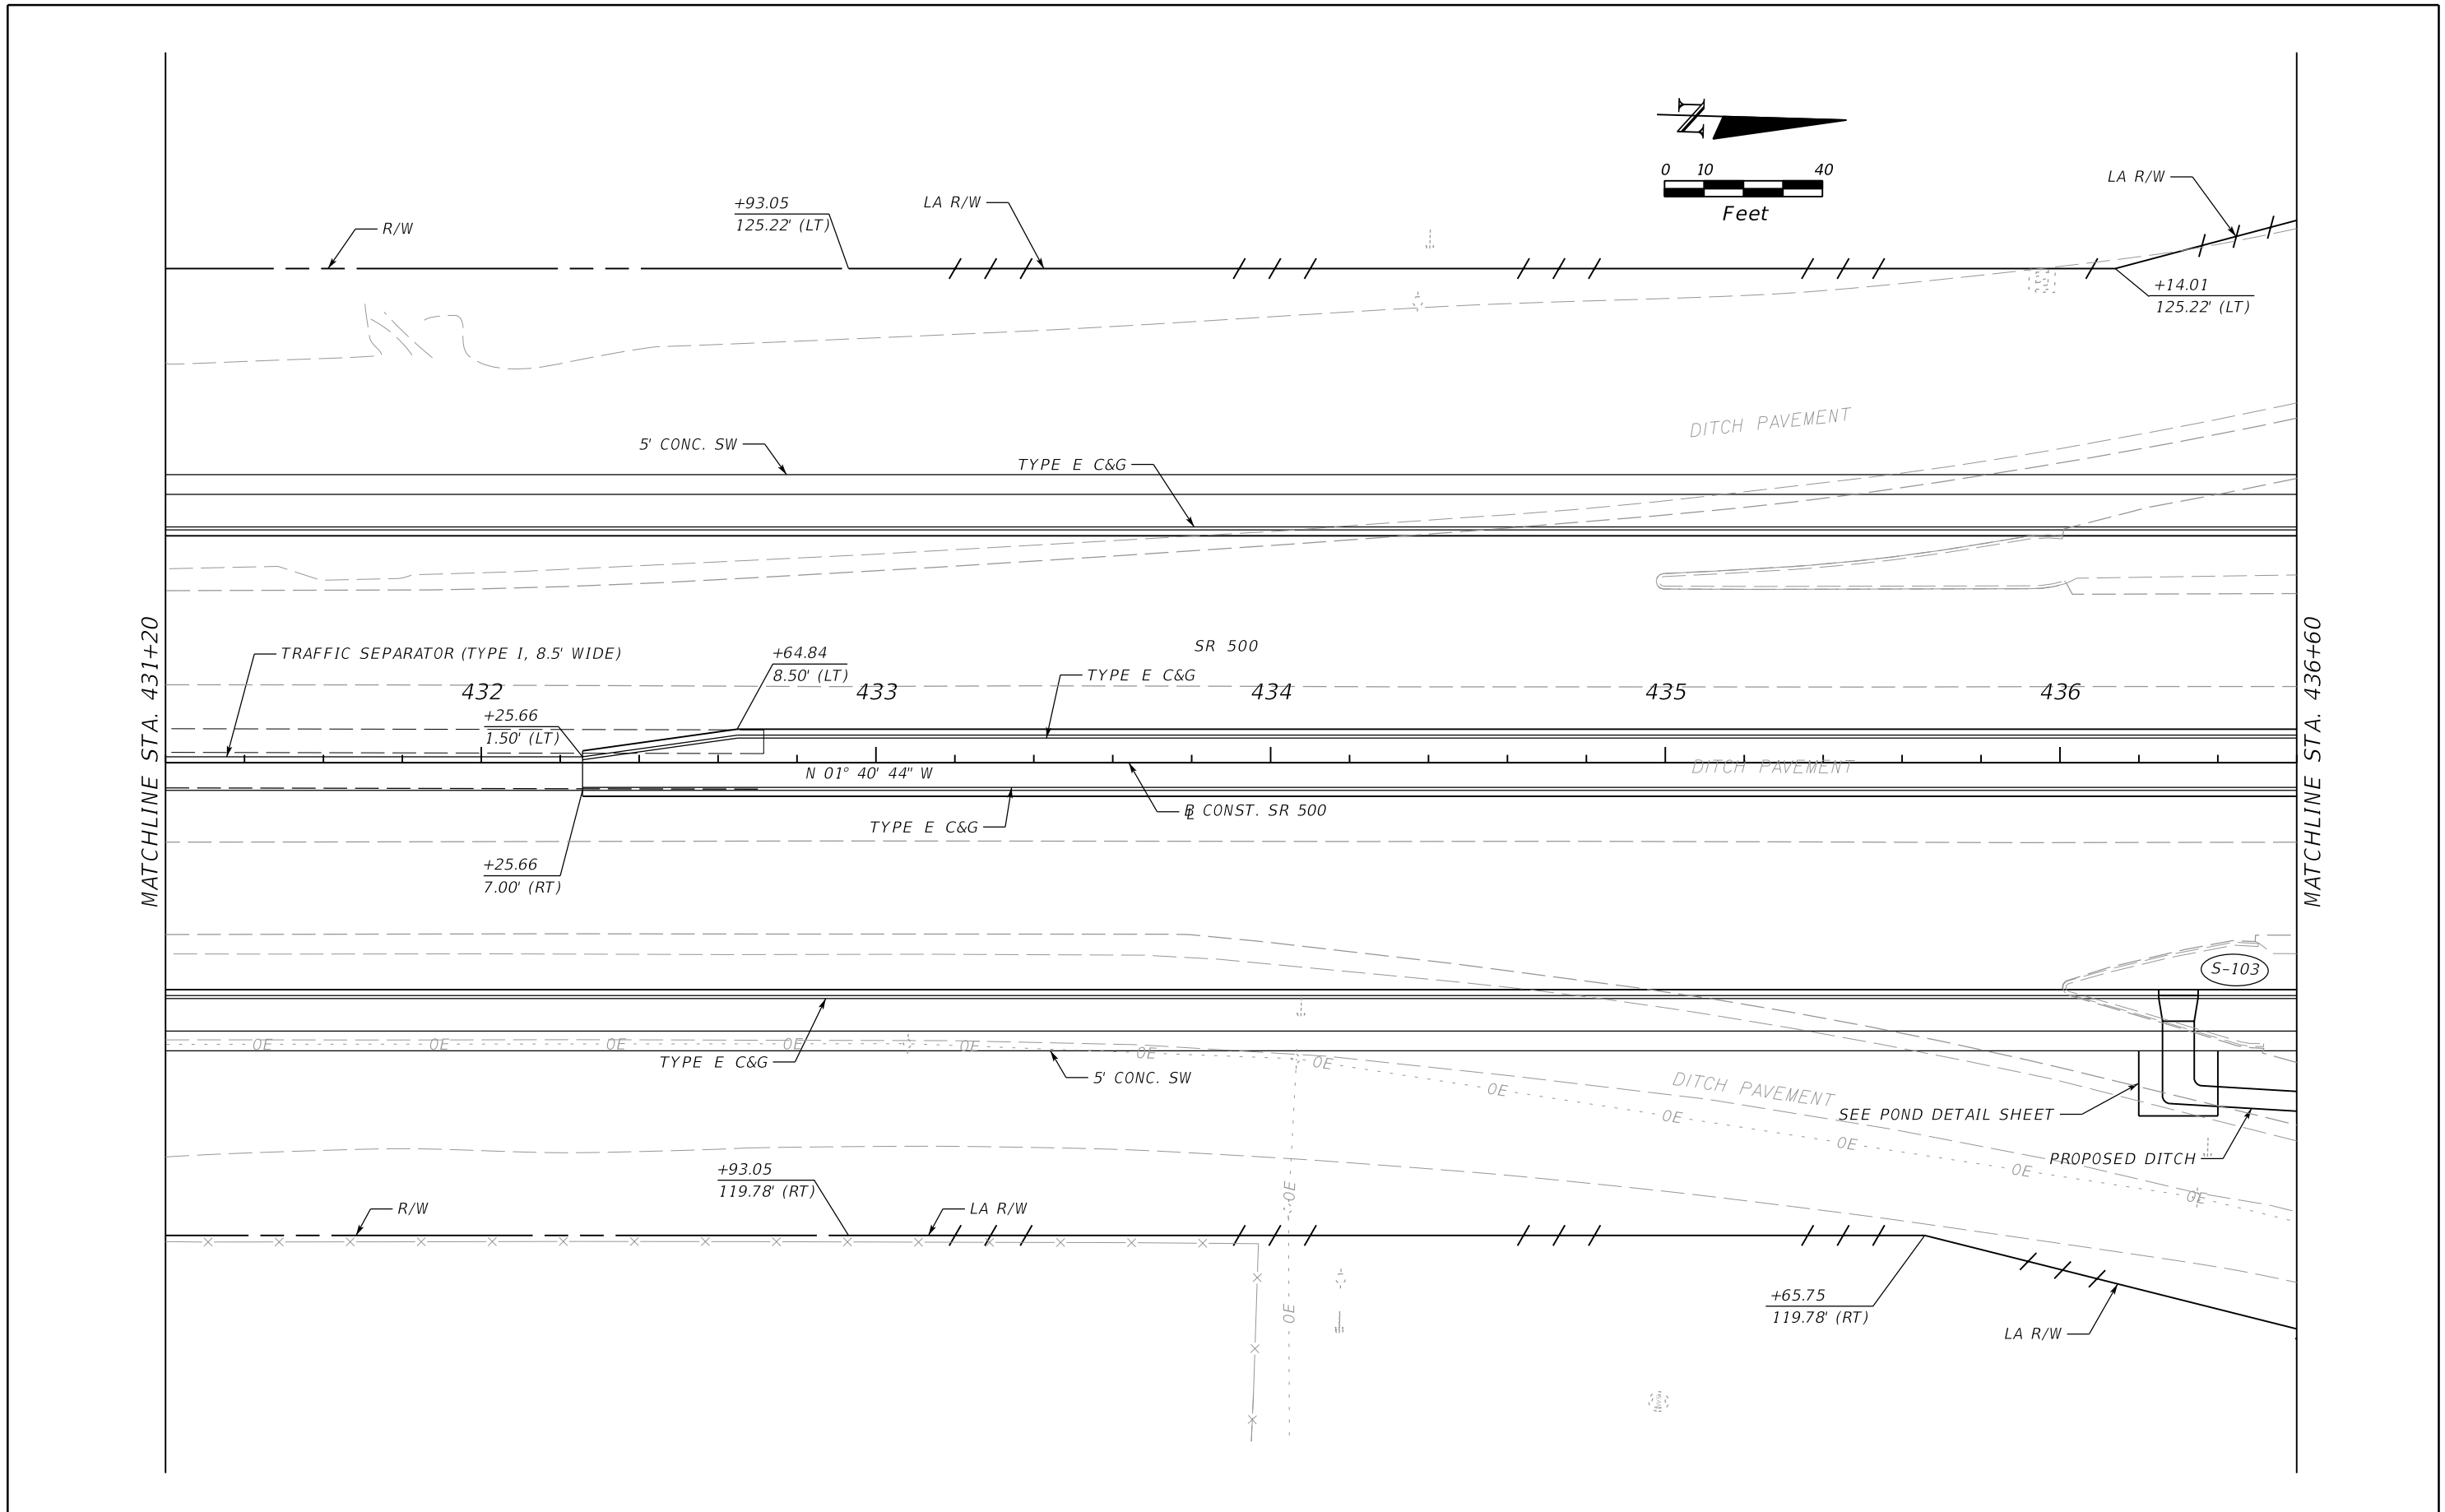 N
0 10 40
Feet
LA R/W
+93.05
125.22' (LT)
LA R/W
R/W
+14.01
125.22' (LT)
DITCH PAVEMENT
5' CONC. SW
TYPE E C&G
MATCHLINE STA. 431+20
MATCHLINE STA. 436+60
TRAFFIC SEPARATOR (TYPE I, 8.5' WIDE)
+64.84
8.50' (LT)
SR 500
TYPE E C&G
432
433
434
435
436
+25.66
1.50' (LT)
N 01° 40' 44" W
DITCH PAVEMENT
TYPE E C&G
BL CONST. SR 500
+25.66
7.00' (RT)
S-103
OE OE OE OE OE OE OE OE OE OE OE OE
TYPE E C&G
5' CONC. SW
DITCH PAVEMENT
SEE POND DETAIL SHEET
PROPOSED DITCH
+93.05
119.78' (RT)
R/W
LA R/W
OE
OE
+65.75
119.78' (RT)
LA R/W